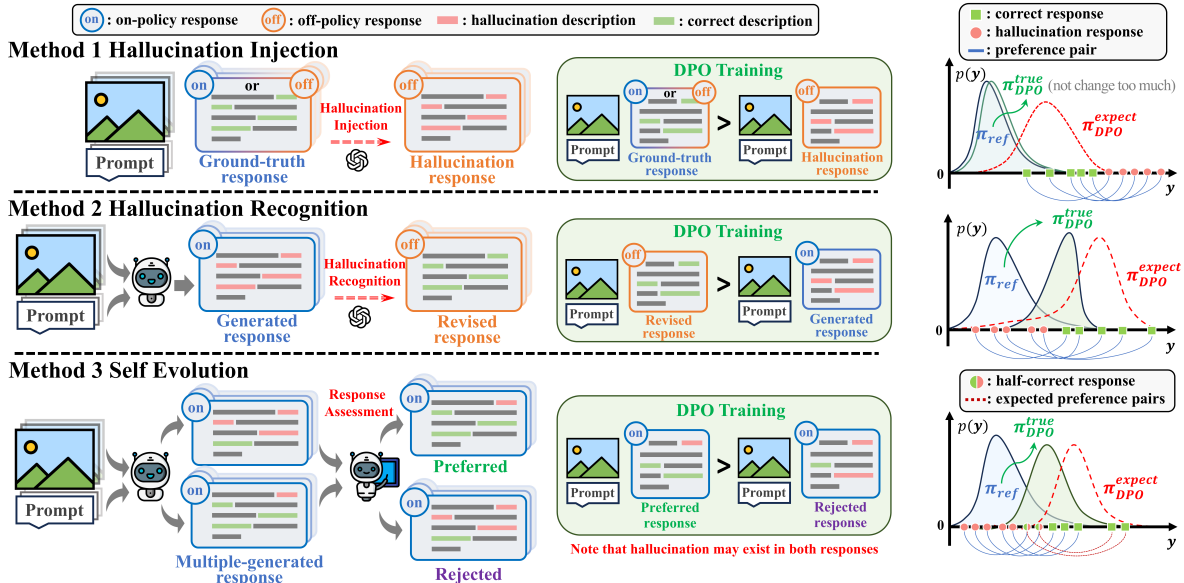 on : on-policy response off : off-policy response : hallucination description : correct description
: correct response
: hallucination response
: preference pair
Method 1 Hallucination Injection
on or off
off
Prompt
Hallucination
Injection
Ground-truth
response
Hallucination
response
DPO Training
on or off
off
Prompt
>
Prompt
Ground-truth
response
Hallucination
response
p(y)
π_DPO^true (not change too much)
π_ref
π_DPO^expect
0
y
Method 2 Hallucination Recognition
Prompt
on
off
Hallucination
Recognition
Generated
response
Revised
response
DPO Training
off
on
Prompt
>
Prompt
Revised
response
Generated
response
p(y)
π_DPO^true
π_ref
π_DPO^expect
0
y
Method 3 Self Evolution
Prompt
on
on
Multiple-generated
response
Response
Assessment
on
Preferred
on
Rejected
DPO Training
on
on
Prompt
>
Prompt
Preferred
response
Rejected
response
Note that hallucination may exist in both responses
: half-correct response
: expected preference pairs
p(y)
π_DPO^true
π_ref
π_DPO^expect
0
y